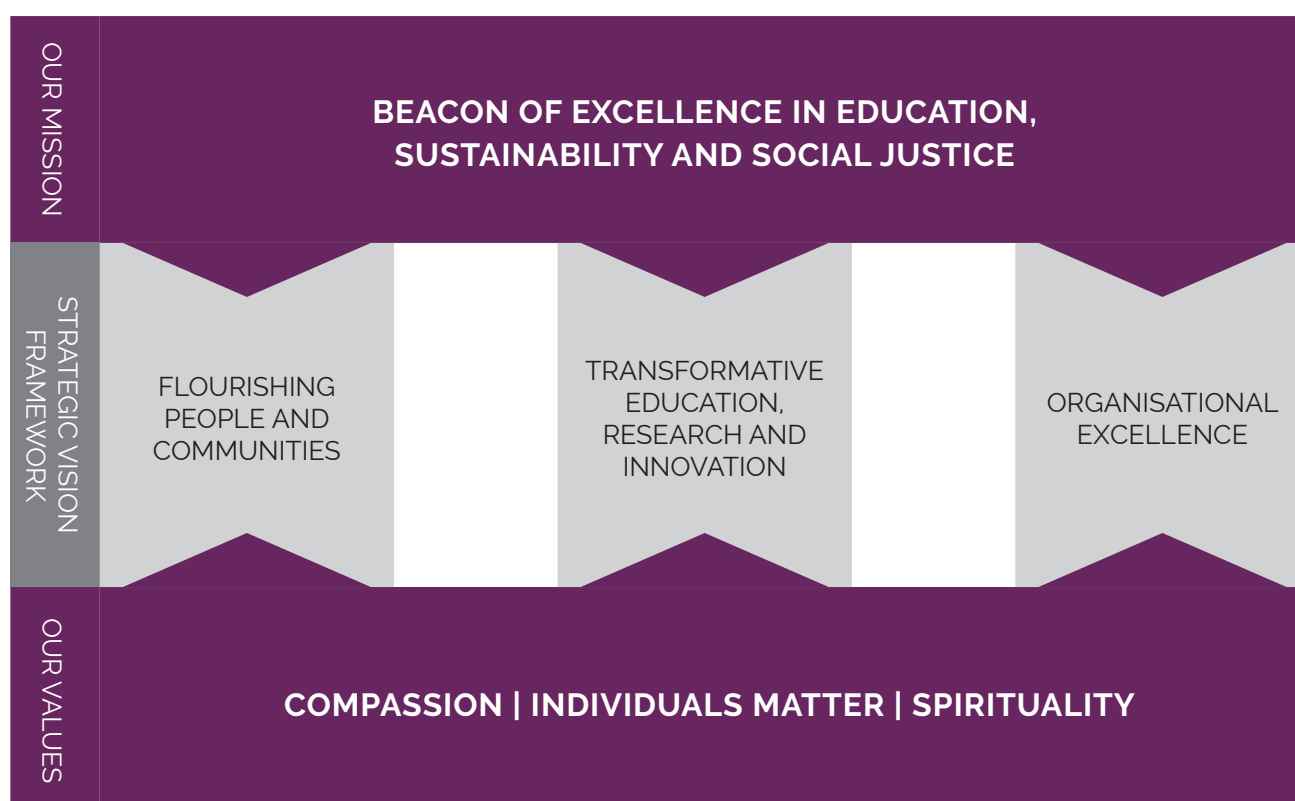 OUR MISSION
BEACON OF EXCELLENCE IN EDUCATION,
SUSTAINABILITY AND SOCIAL JUSTICE
STRATEGIC VISION
FRAMEWORK
FLOURISHING
PEOPLE AND
COMMUNITIES
TRANSFORMATIVE
EDUCATION,
RESEARCH AND
INNOVATION
ORGANISATIONAL
EXCELLENCE
OUR VALUES
COMPASSION | INDIVIDUALS MATTER | SPIRITUALITY